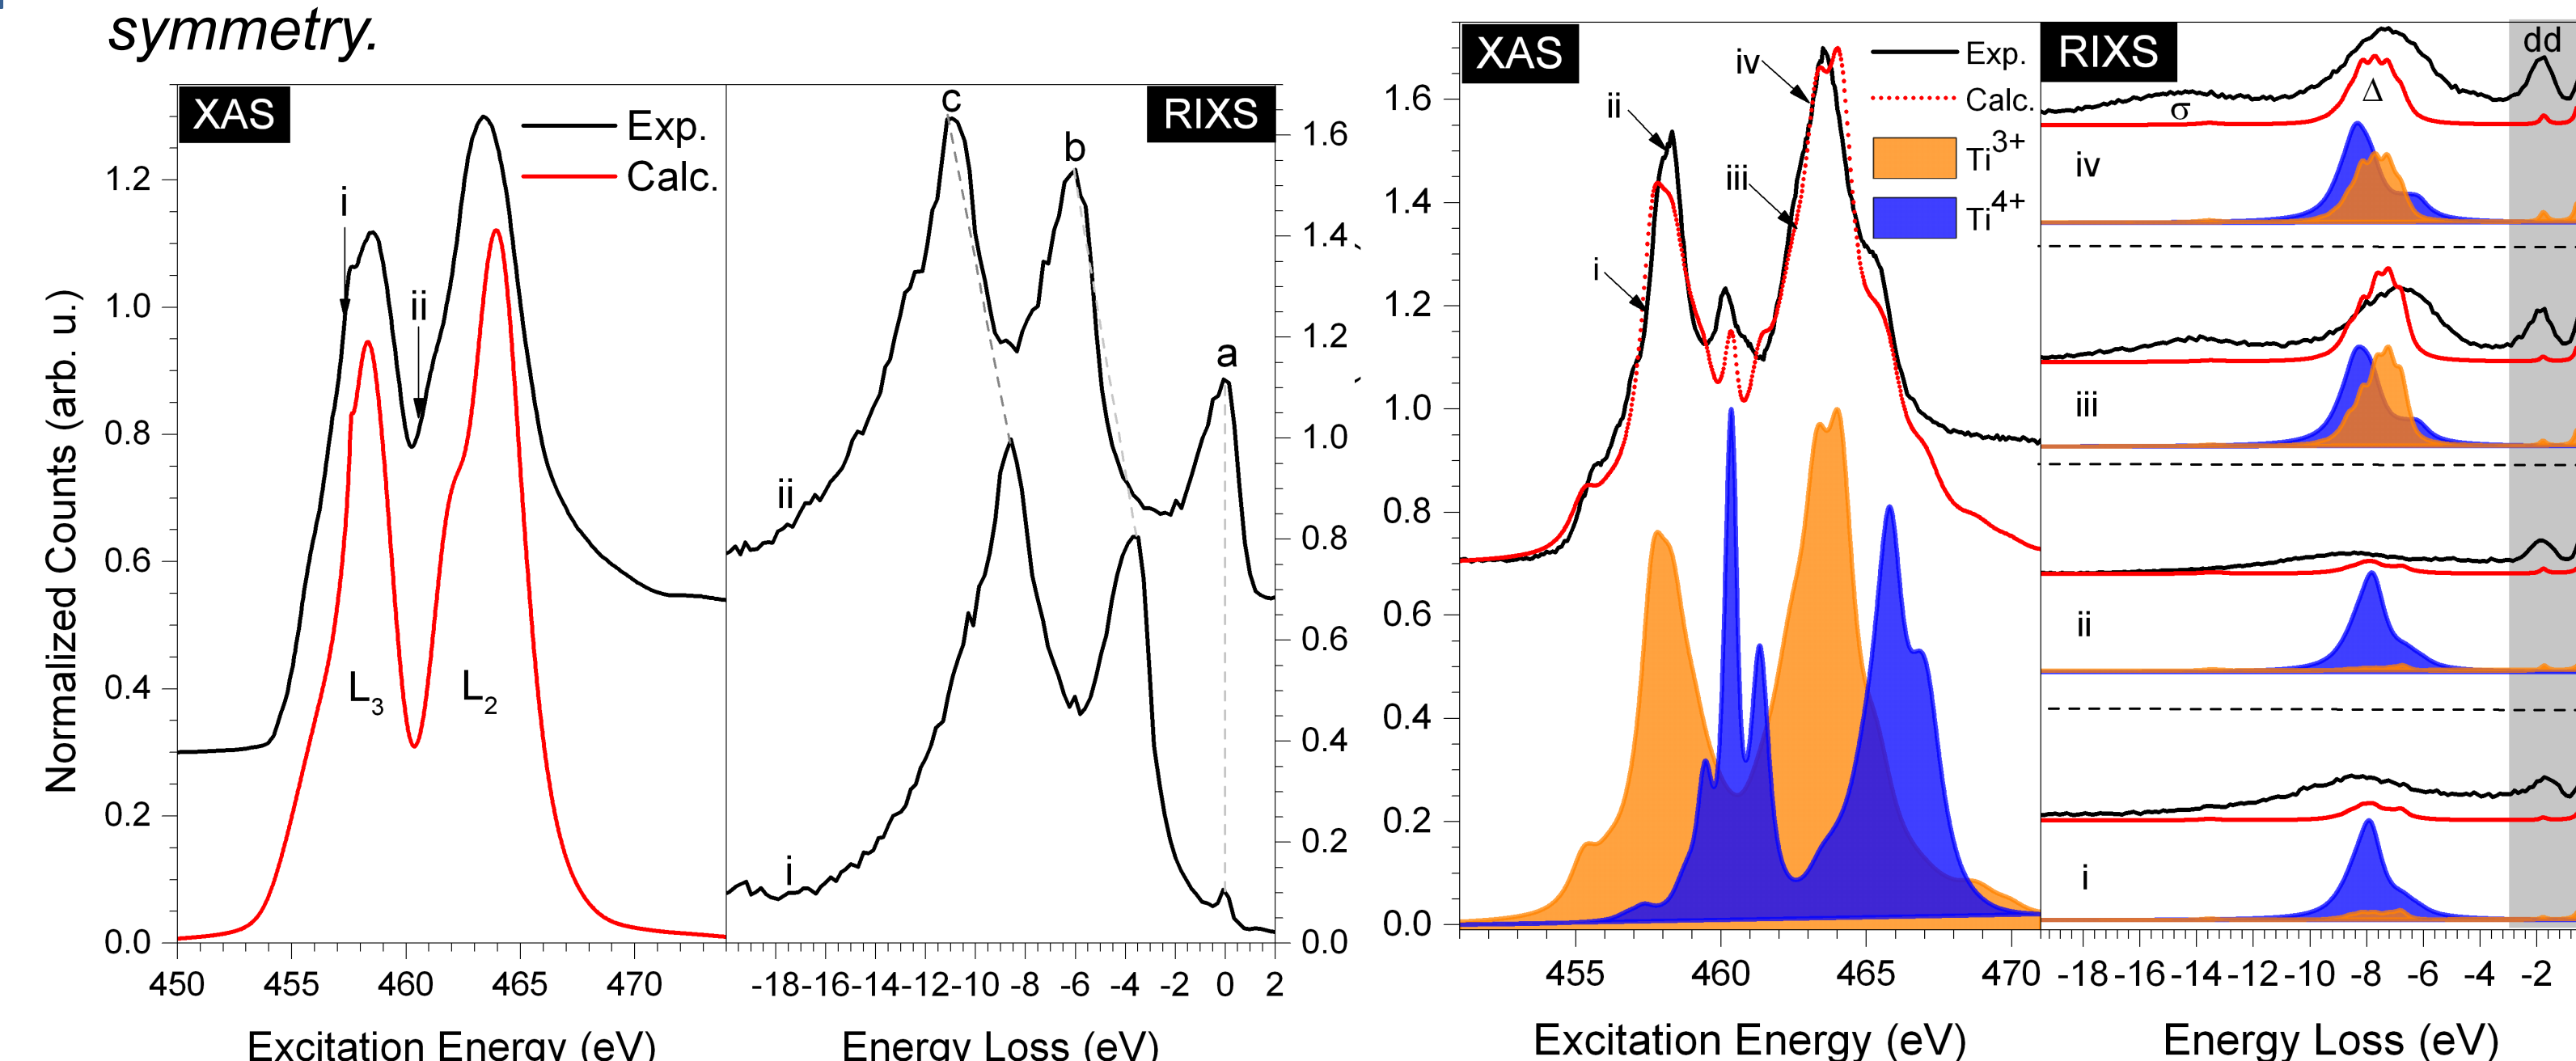 symmetry.
XAS
Exp.
Calc.
i
ii
L3
L2
Normalized Counts (arb. u.)
0.0
0.2
0.4
0.6
0.8
1.0
1.2
450 455 460 465 470
Excitation Energy (eV)
RIXS
c
b
a
ii
i
1.6
1.4
1.2
1.0
0.8
0.6
0.4
0.2
0.0
-18 -16 -14 -12 -10 -8 -6 -4 -2 0 2
Energy Loss (eV)
XAS
Exp.
Calc.
Ti3+
Ti4+
iv
ii
iii
i
1.6
1.4
1.2
1.0
0.8
0.6
0.4
0.2
0.0
455 460 465 470
Excitation Energy (eV)
RIXS
dd
σ
Δ
iv
iii
ii
i
-18 -16 -14 -12 -10 -8 -6 -4 -2
Energy Loss (eV)